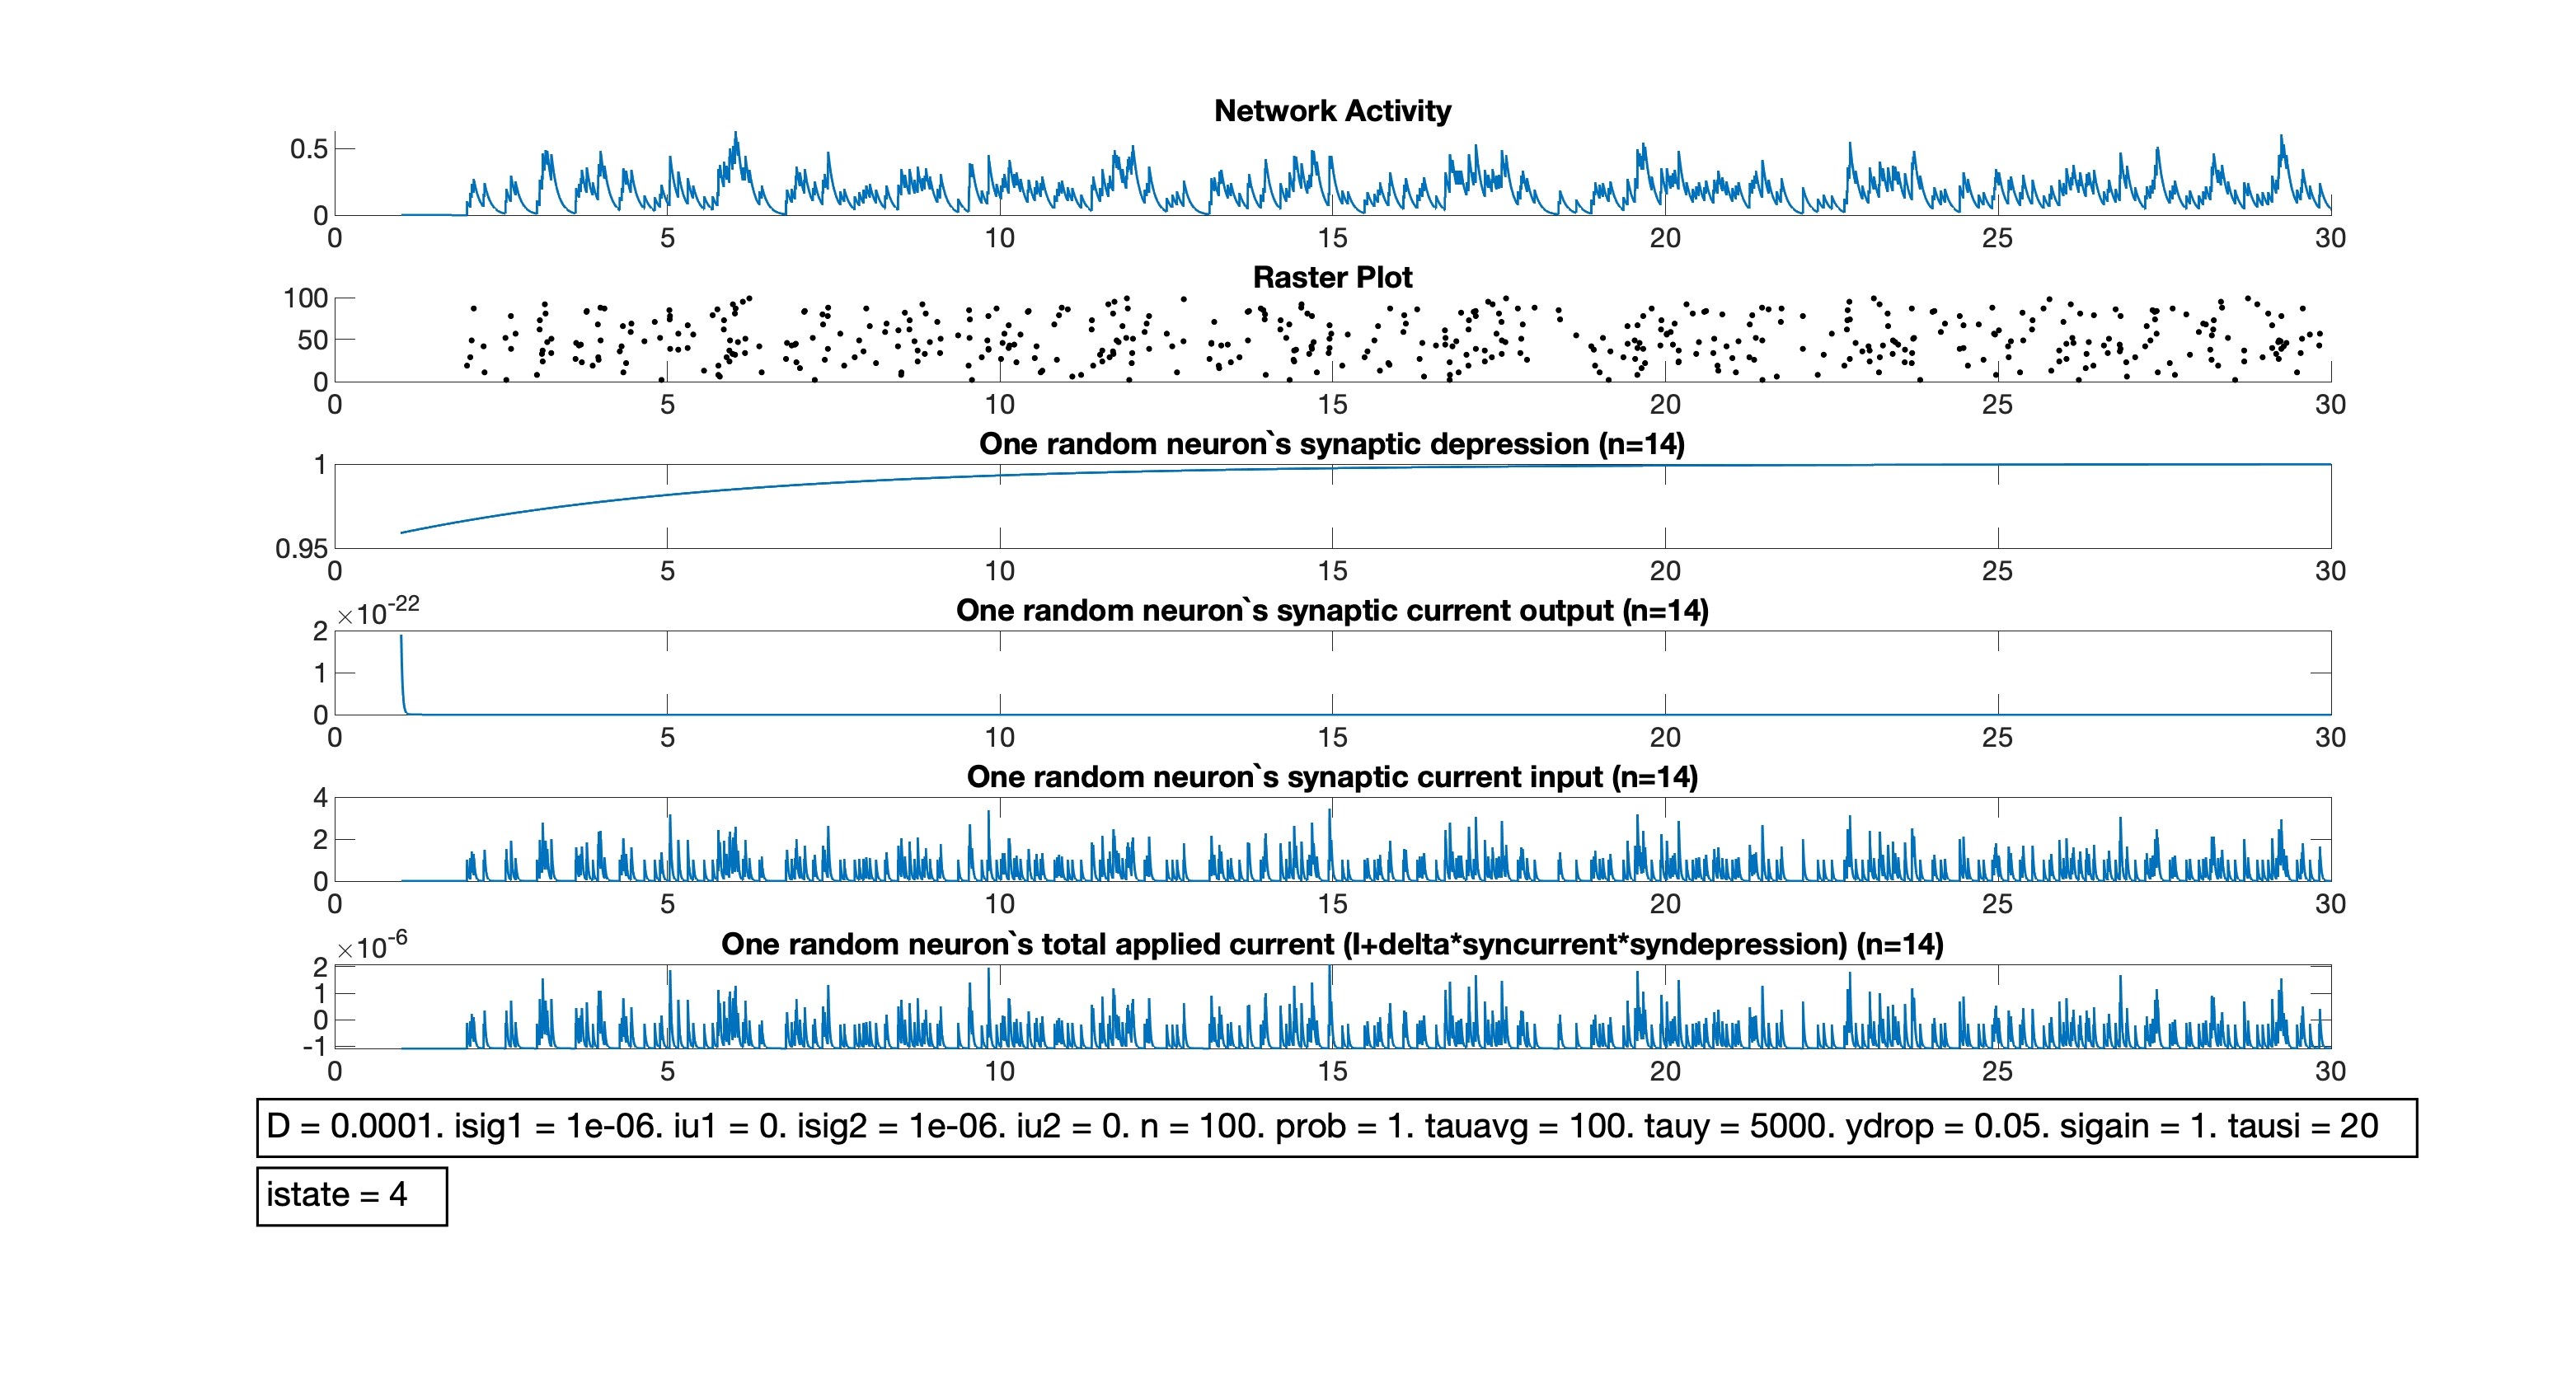 Network Activity
0.5
0
0 5 10 15 20 25 30
Raster Plot
100
50
0
0 5 10 15 20 25 30
One random neuron`s synaptic depression (n=14)
1
0.95
0 5 10 15 20 25 30
×10-22
One random neuron`s synaptic current output (n=14)
2
1
0
0 5 10 15 20 25 30
One random neuron`s synaptic current input (n=14)
4
2
0
0 5 10 15 20 25 30
×10-6
One random neuron`s total applied current (I+delta*syncurrent*syndepression) (n=14)
2
1
0
-1
0 5 10 15 20 25 30
D = 0.0001. isig1 = 1e-06. iu1 = 0. isig2 = 1e-06. iu2 = 0. n = 100. prob = 1. tauavg = 100. tauy = 5000. ydrop = 0.05. sigain = 1. tausi = 20
istate = 4